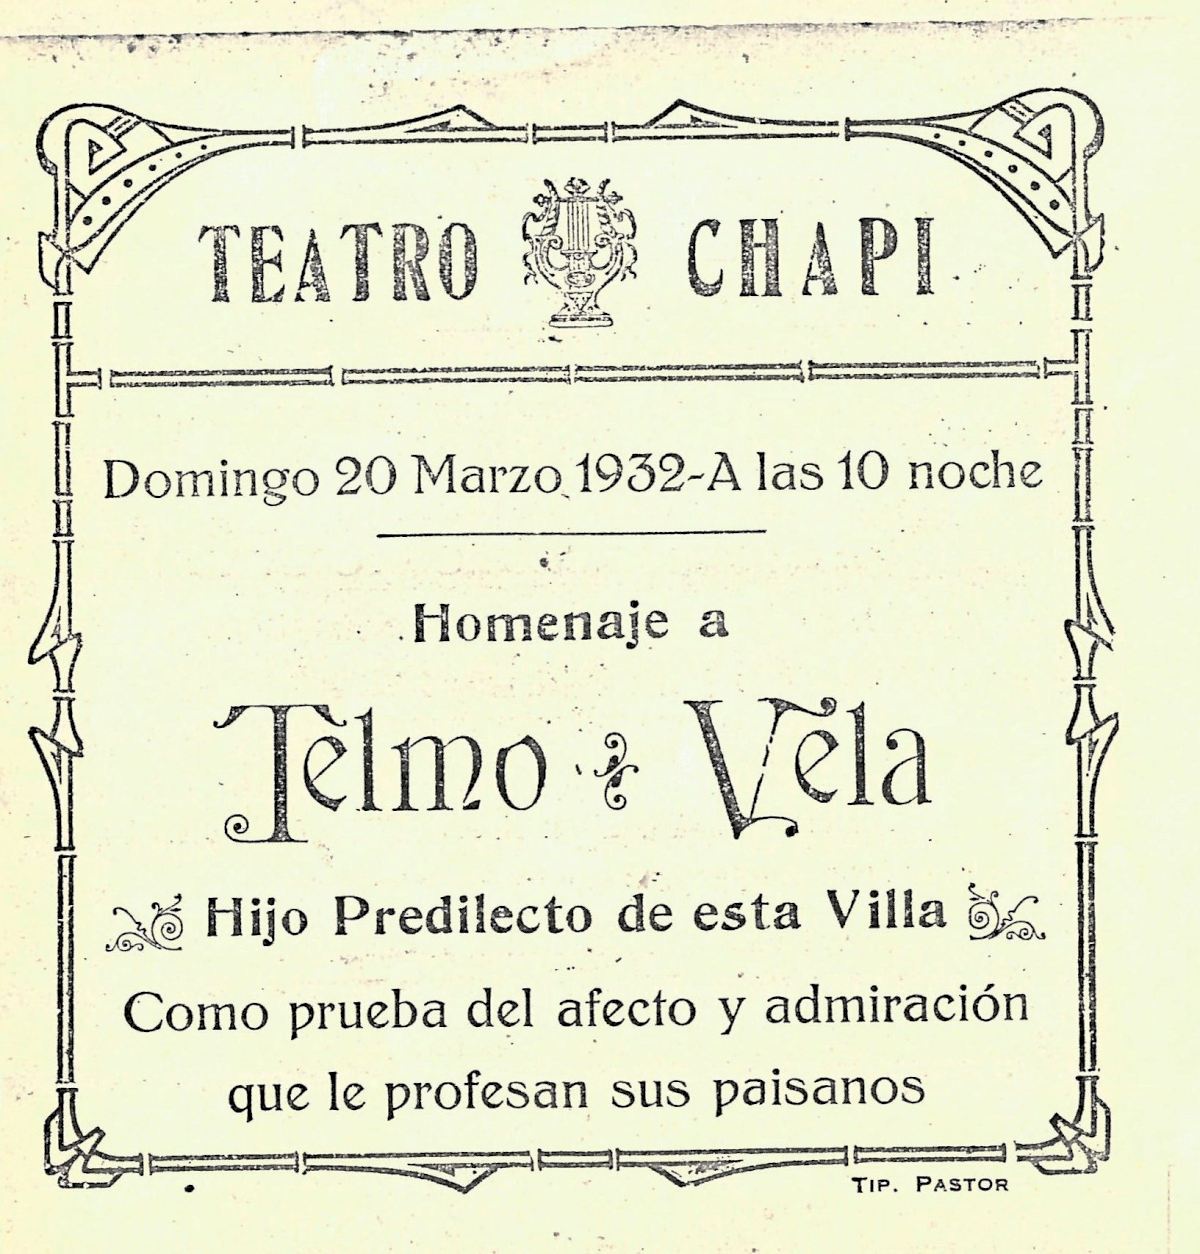 TEATRO CHAPI
Domingo 20 Marzo 1932-A las 10 noche
Homenaje a
Telmo Vela
Hijo Predilecto de esta Villa
Como prueba del afecto y admiración
que le profesan sus paisanos
TIP. PASTOR